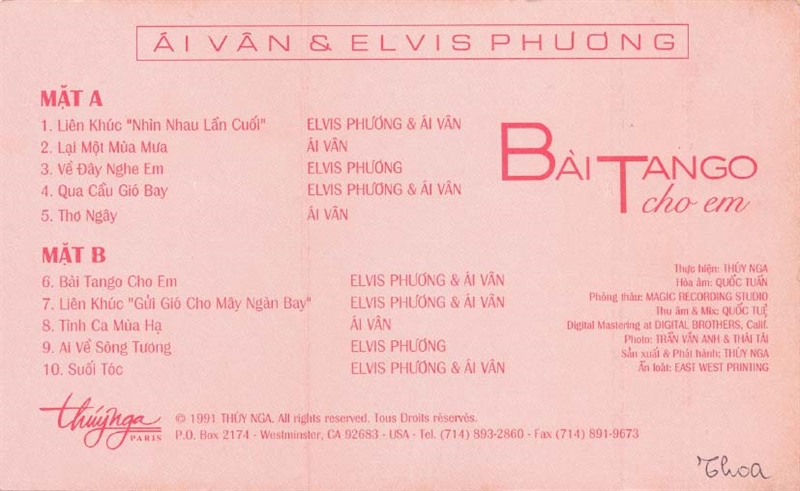 ÁI VÂN & ELVIS PHƯƠNG
MẶT A
1. Liên Khúc "Nhìn Nhau Lần Cuối" ELVIS PHƯƠNG & ÁI VÂN
2. Lại Một Mùa Mưa ÁI VÂN
3. Về Đây Nghe Em ELVIS PHƯƠNG
4. Qua Cầu Gió Bay ELVIS PHƯƠNG & ÁI VÂN
5. Thơ Ngây ÁI VÂN
BÀI TANGO
cho em
MẶT B
6. Bài Tango Cho Em ELVIS PHƯƠNG & ÁI VÂN
7. Liên Khúc "Gửi Gió Cho Mây Ngàn Bay" ELVIS PHƯƠNG & ÁI VÂN
8. Tình Ca Mùa Hạ ÁI VÂN
9. Ai Về Sông Tương ELVIS PHƯƠNG
10. Suối Tóc ELVIS PHƯƠNG & ÁI VÂN
Thực hiện: THÚY NGA
Hòa âm: QUỐC TUẤN
Phòng thâu: MAGIC RECORDING STUDIO
Thu âm & Mix: QUỐC TUỆ
Digital Mastering at DIGITAL BROTHERS, Calif.
Photo: TRẦN VĂN ANH & THÁI TÀI
Sản xuất & Phát hành: THÚY NGA
Ấn loát: EAST WEST PRINTING
thúy nga
PARIS
© 1991 THÚY NGA. All rights reserved. Tous Droits réservés.
P.O. Box 2174 - Westminster, CA 92683 - USA - Tel. (714) 893-2860 - Fax (714) 891-9673
Thoa